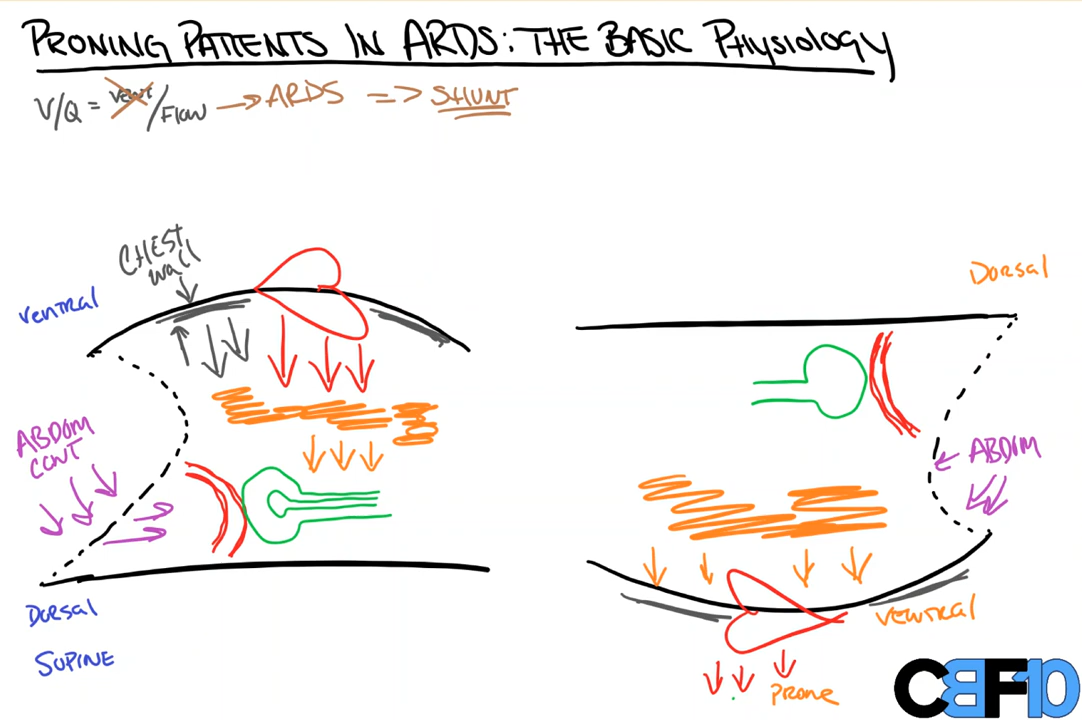 PRONING PATIENTS IN ARDS: THE BASIC PHYSIOLOGY
V/Q = VENT/FLOW → ARDS => SHUNT
CHEST
WALL
VENTRAL
ABDOM
CONT
DORSAL
SUPINE
DORSAL
ABDOM
VENTRAL
PRONE
CBF10